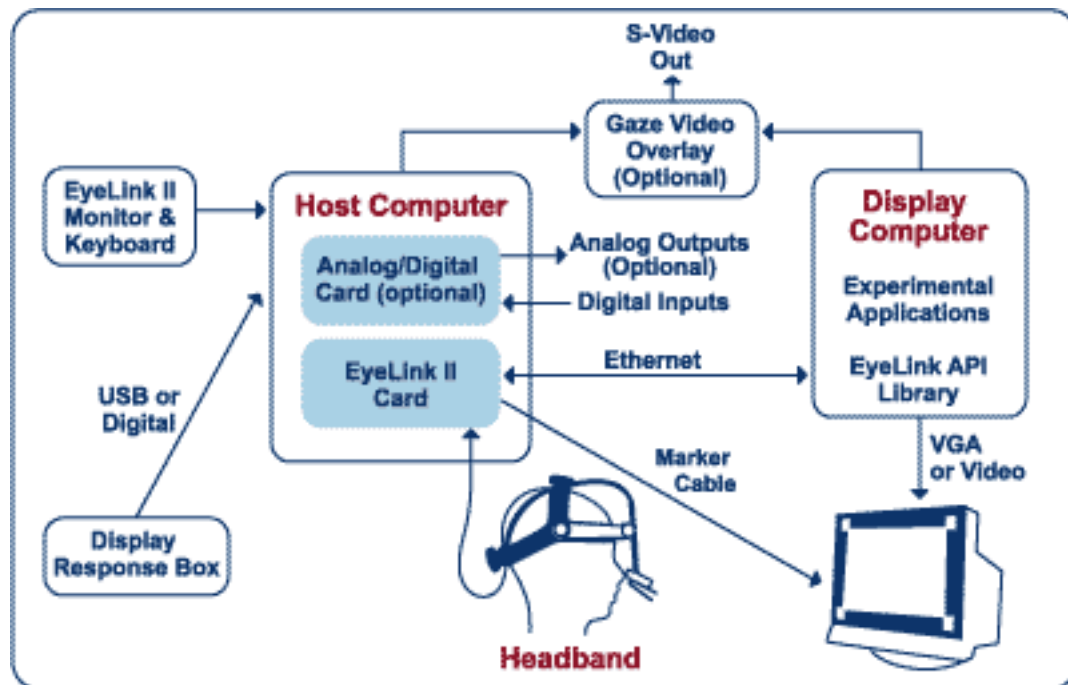 S-Video
Out
Gaze Video
Overlay
(Optional)
EyeLink II
Monitor &
Keyboard
Host Computer
Analog/Digital
Card (optional)
Analog Outputs
(Optional)
Digital Inputs
Display
Computer
Experimental
Applications
EyeLink API
Library
EyeLink II
Card
Ethernet
USB or
Digital
Marker
Cable
VGA
or Video
Display
Response Box
Headband